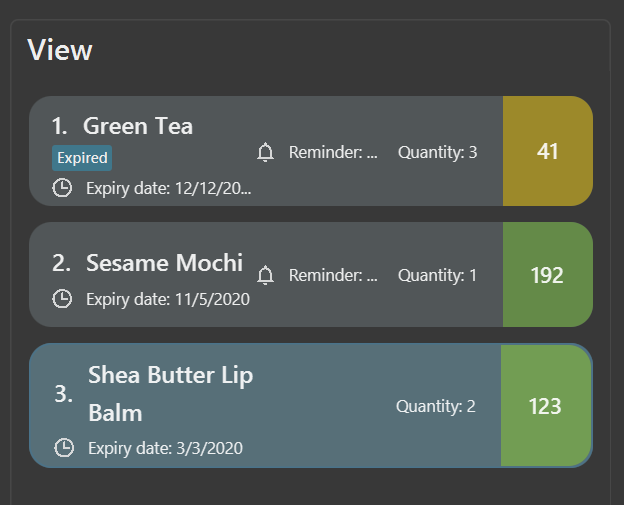 View
1. Green Tea
Expired
Expiry date: 12/12/20...
Reminder: ...
Quantity: 3
41
2. Sesame Mochi
Expiry date: 11/5/2020
Reminder: ...
Quantity: 1
192
3. Shea Butter Lip
Balm
Expiry date: 3/3/2020
Quantity: 2
123